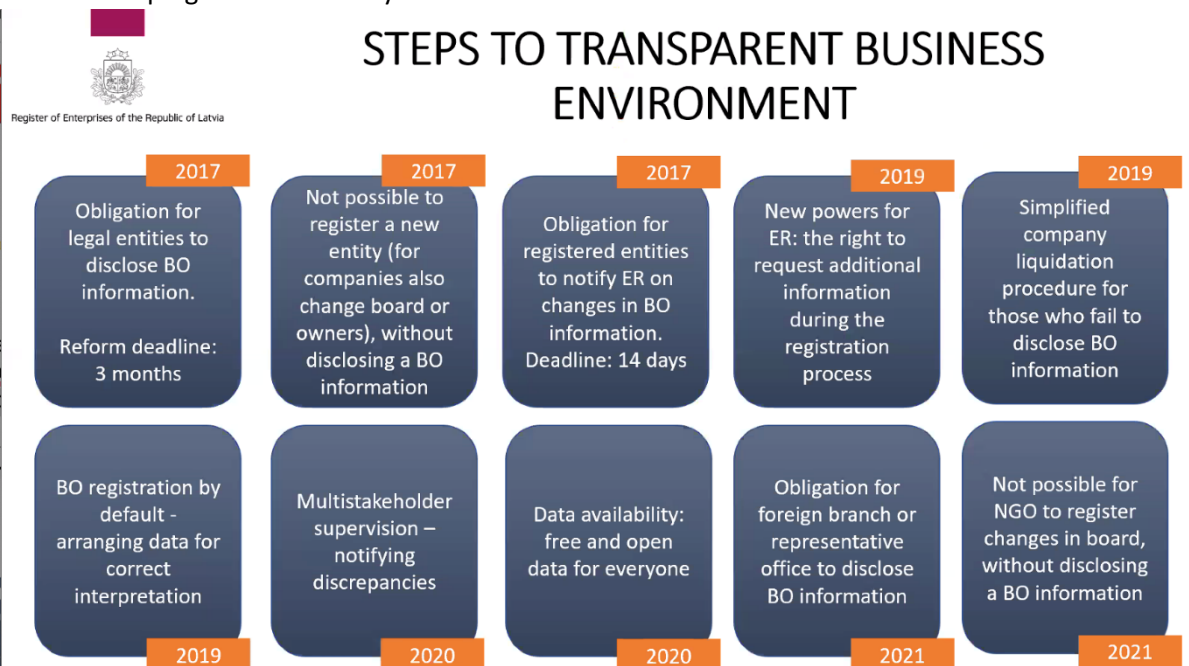 STEPS TO TRANSPARENT BUSINESS
ENVIRONMENT
Register of Enterprises of the Republic of Latvia
2017
Obligation for
legal entities to
disclose BO
information.
Reform deadline:
3 months
2017
Not possible to
register a new
entity (for
companies also
change board or
owners), without
disclosing a BO
information
2017
Obligation for
registered entities
to notify ER on
changes in BO
information.
Deadline: 14 days
2019
New powers for
ER: the right to
request additional
information
during the
registration
process
2019
Simplified
company
liquidation
procedure for
those who fail to
disclose BO
information
BO registration by
default -
arranging data for
correct
interpretation
2019
Multistakeholder
supervision –
notifying
discrepancies
2020
Data availability:
free and open
data for everyone
2020
Obligation for
foreign branch or
representative
office to disclose
BO information
2021
Not possible for
NGO to register
changes in board,
without disclosing
a BO information
2021